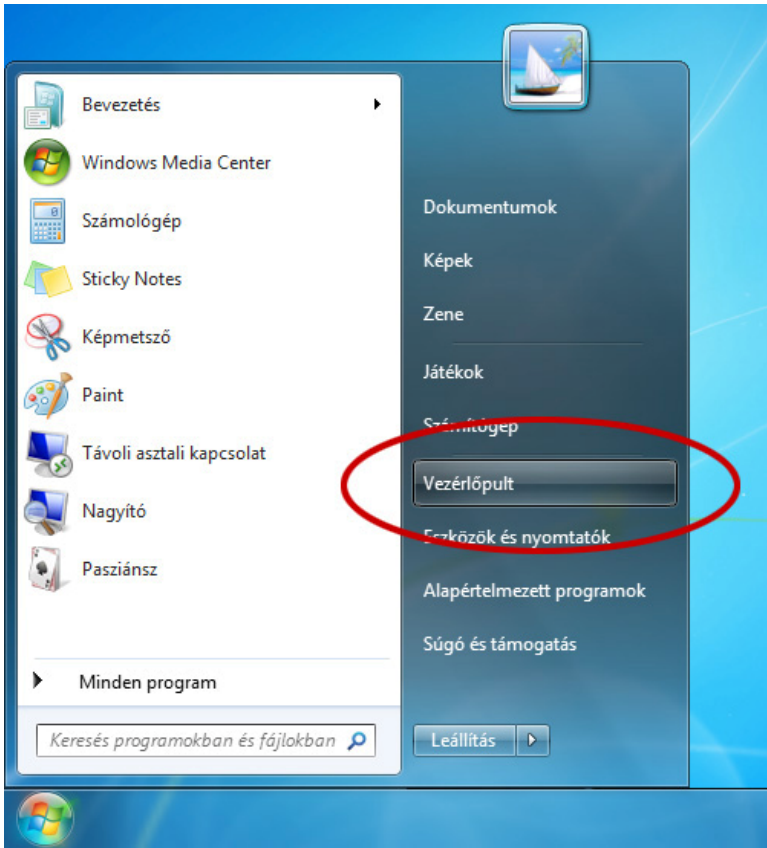 Bevezetés
Windows Media Center
Számológép
Sticky Notes
Képmetsző
Paint
Távoli asztali kapcsolat
Nagyító
Pasziánsz
Minden program
Keresés programokban és fájlokban
Dokumentumok
Képek
Zene
Játékok
Számítógép
Vezérlőpult
Eszközök és nyomtatók
Alapértelmezett programok
Súgó és támogatás
Leállítás